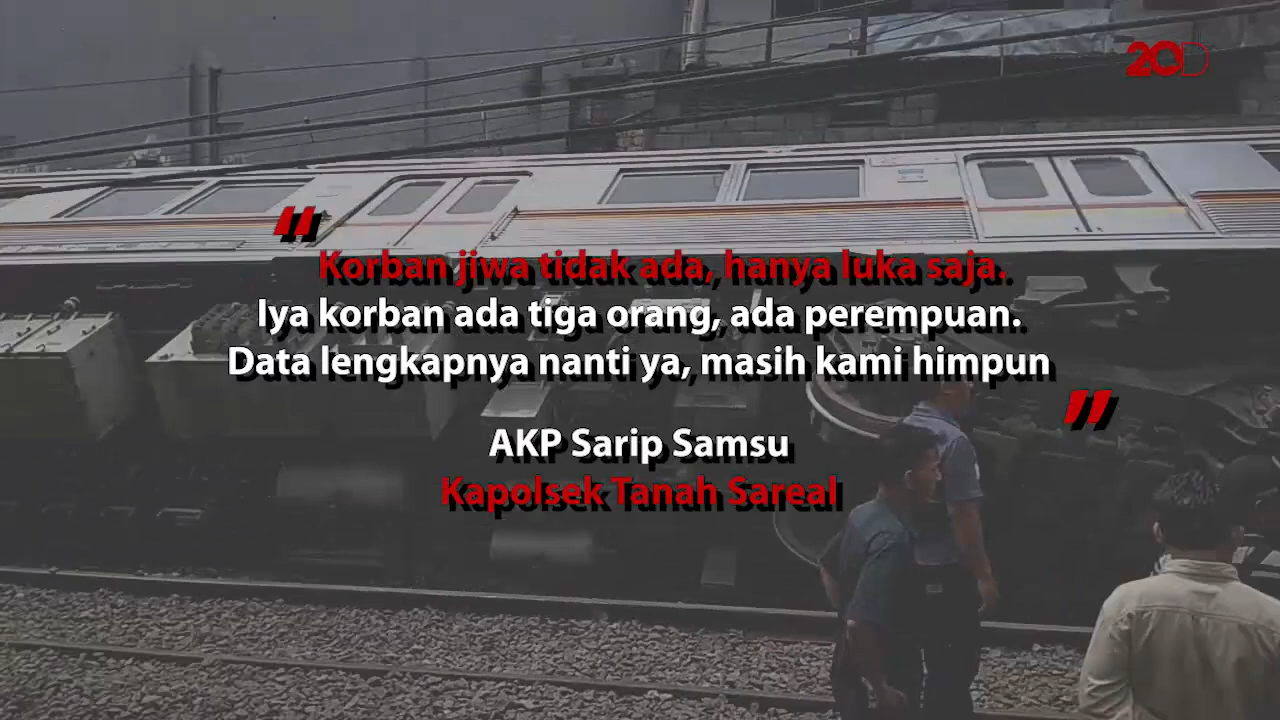 20D
"
Korban jiwa tidak ada, hanya luka saja.
Iya korban ada tiga orang, ada perempuan.
Data lengkapnya nanti ya, masih kami himpun
"
AKP Sarip Samsu
Kapolsek Tanah Sareal